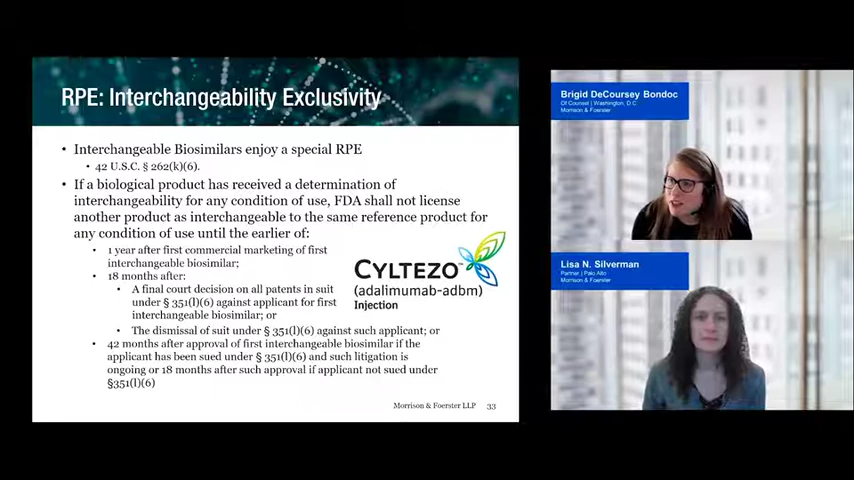 RPE: Interchangeability Exclusivity
• Interchangeable Biosimilars enjoy a special RPE
• 42 U.S.C. § 262(k)(6).
• If a biological product has received a determination of
interchangeability for any condition of use, FDA shall not license
another product as interchangeable to the same reference product for
any condition of use until the earlier of:
• 1 year after first commercial marketing of first
interchangeable biosimilar;
• 18 months after:
• A final court decision on all patents in suit
under § 351(l)(6) against applicant for first
interchangeable biosimilar; or
• The dismissal of suit under § 351(l)(6) against such applicant; or
• 42 months after approval of first interchangeable biosimilar if the
applicant has been sued under § 351(l)(6) and such litigation is
ongoing or 18 months after such approval if applicant not sued under
§351(l)(6)
CYLTEZO™
(adalimumab-adbm)
Injection
Morrison & Foerster LLP 33
Brigid DeCoursey Bondoc
Of Counsel | Washington, D.C.
Morrison & Foerster
Lisa N. Silverman
Partner | Palo Alto
Morrison & Foerster